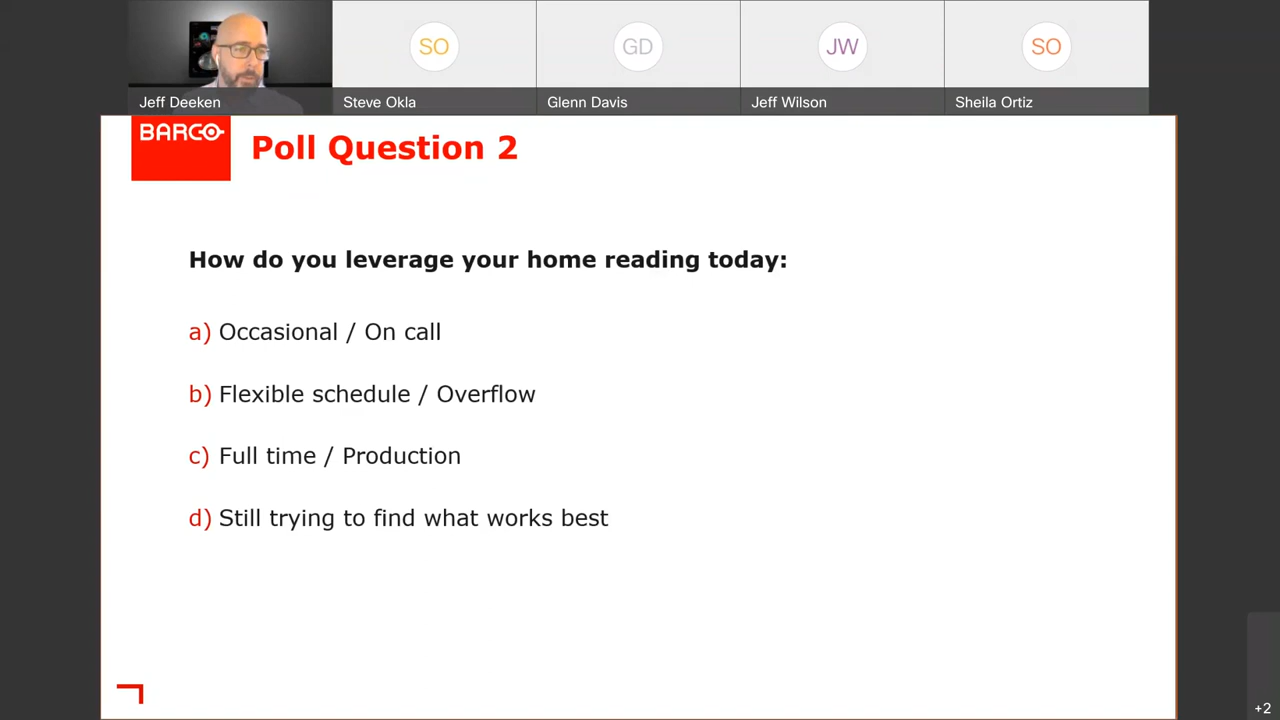 SO
GD
JW
SO
Jeff Deeken
Steve Okla
Glenn Davis
Jeff Wilson
Sheila Ortiz
BARCO
Poll Question 2
How do you leverage your home reading today:
a) Occasional / On call
b) Flexible schedule / Overflow
c) Full time / Production
d) Still trying to find what works best
+2